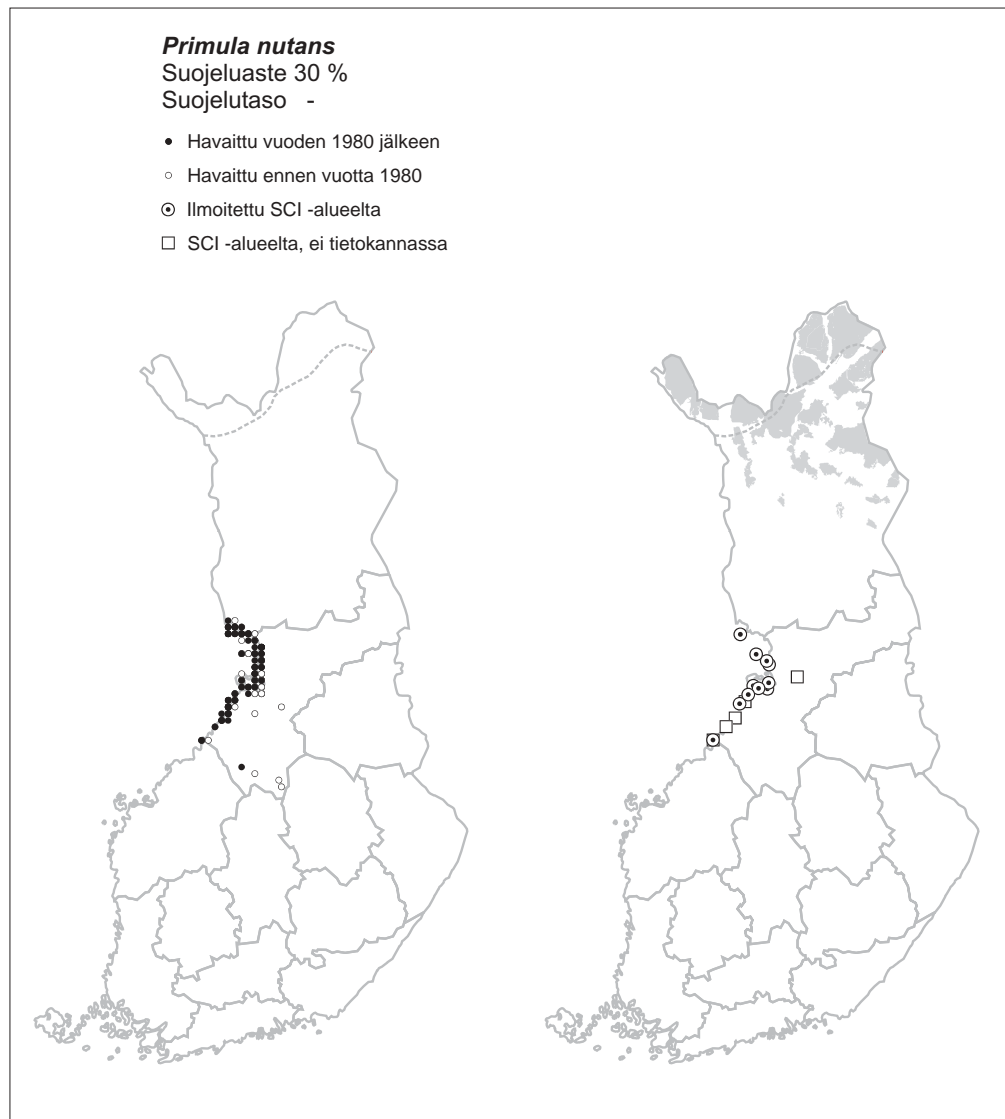 Primula nutans
Suojeluaste 30 %
Suojelutaso -
Havaittu vuoden 1980 jälkeen
Havaittu ennen vuotta 1980
Ilmoitettu SCI -alueelta
SCI -alueelta, ei tietokannassa